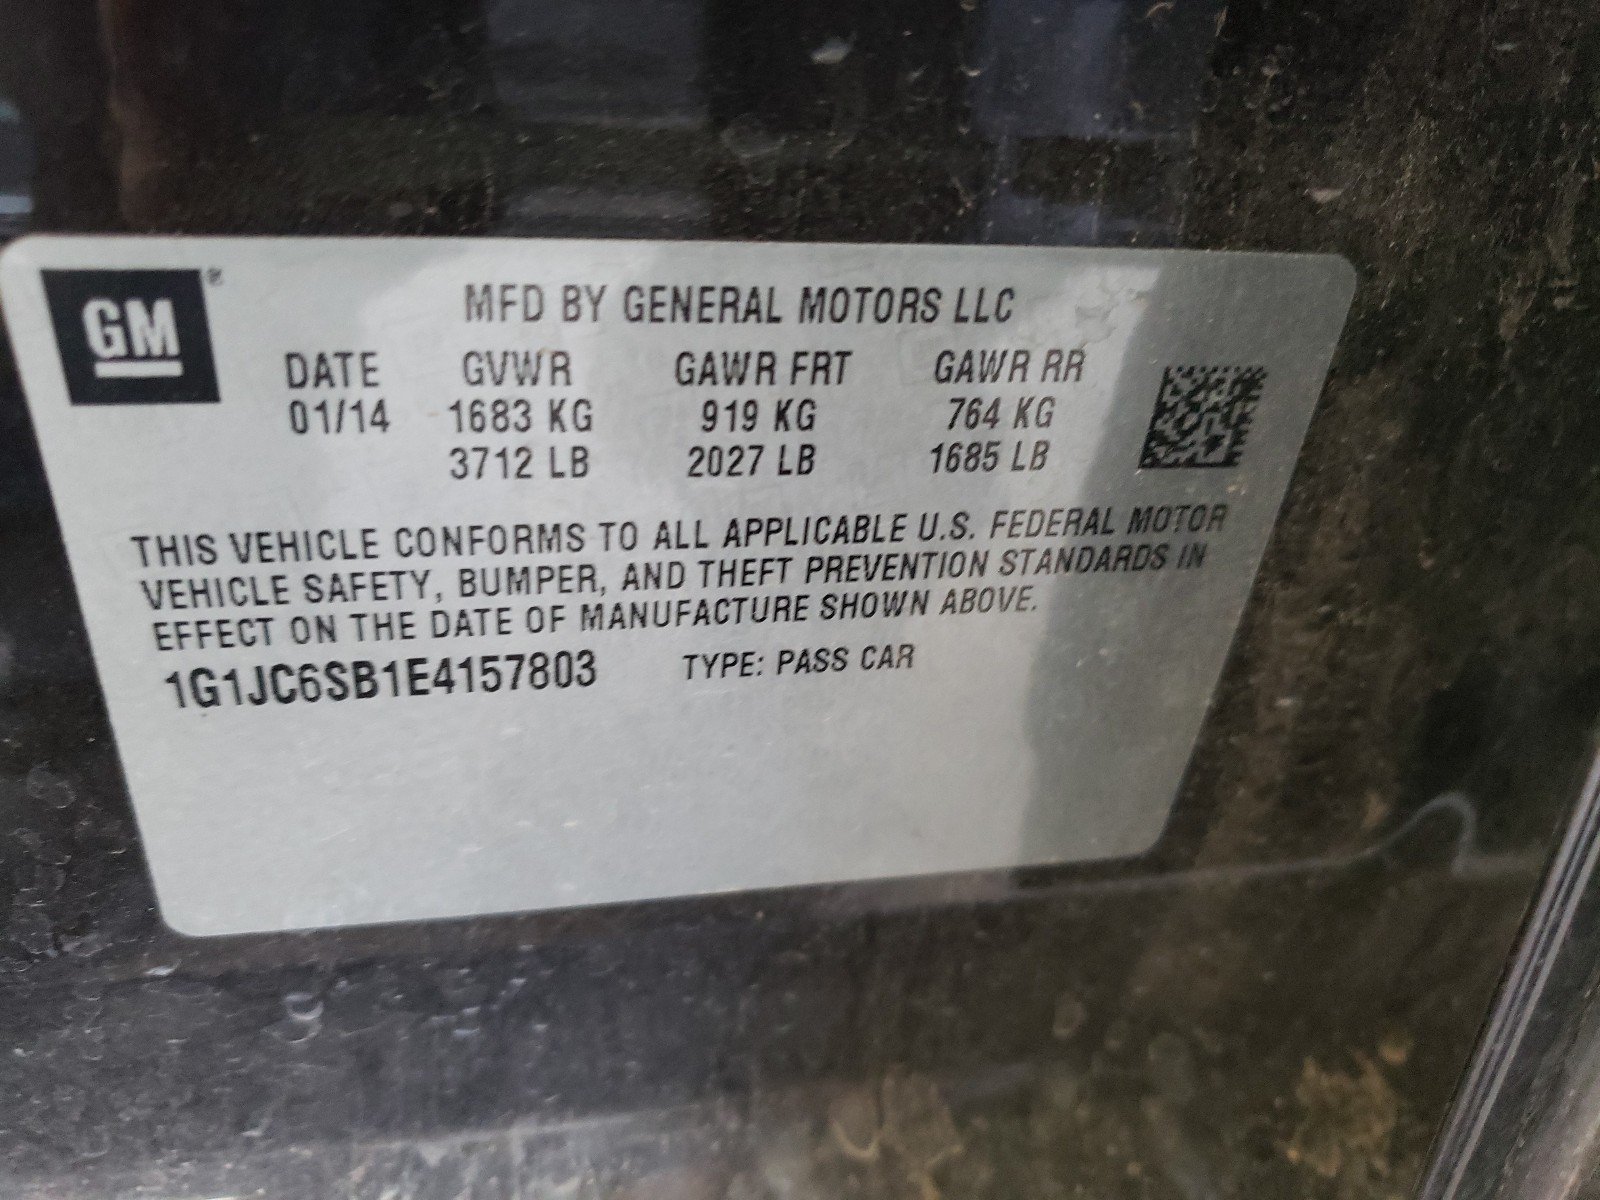 GM®
MFD BY GENERAL MOTORS LLC
DATE GVWR GAWR FRT GAWR RR
01/14 1683 KG 919 KG 764 KG
3712 LB 2027 LB 1685 LB
THIS VEHICLE CONFORMS TO ALL APPLICABLE U.S. FEDERAL MOTOR
VEHICLE SAFETY, BUMPER, AND THEFT PREVENTION STANDARDS IN
EFFECT ON THE DATE OF MANUFACTURE SHOWN ABOVE.
1G1JC6SB1E4157803 TYPE: PASS CAR